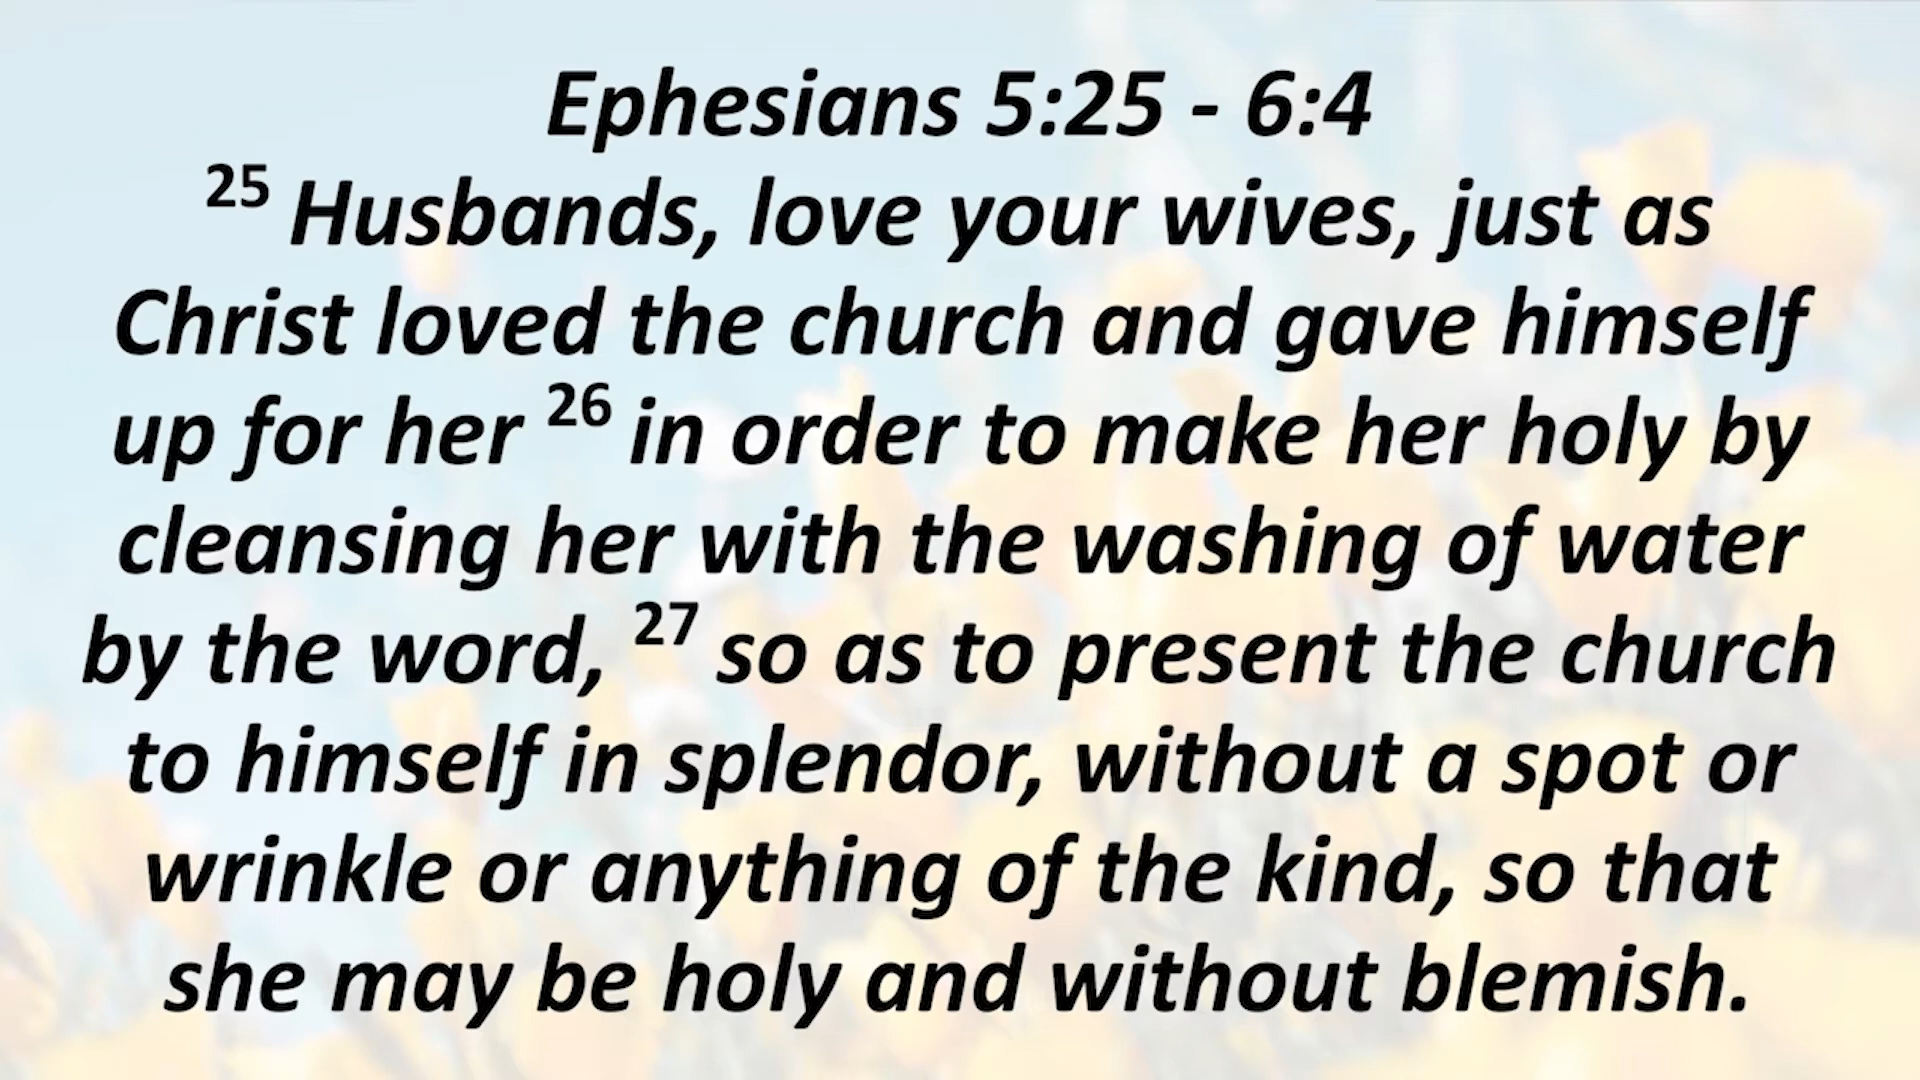 Ephesians 5:25 - 6:4
25 Husbands, love your wives, just as
Christ loved the church and gave himself
up for her 26 in order to make her holy by
cleansing her with the washing of water
by the word, 27 so as to present the church
to himself in splendor, without a spot or
wrinkle or anything of the kind, so that
she may be holy and without blemish.